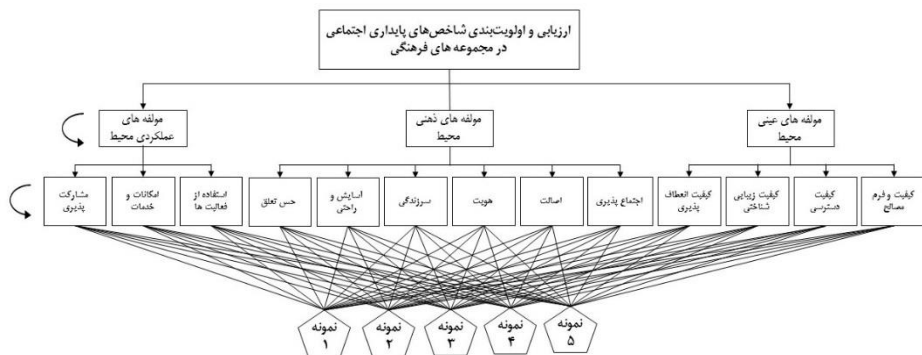 ارزیابی و اولویت‌بندی شاخص‌های پایداری اجتماعی
در مجموعه های فرهنگی
مولفه های عینی
محیط
مولفه های ذهنی
محیط
مولفه های
عملکردی محیط
کیفیت و فرم
مصالح
کیفیت
دسترسی
کیفیت زیبایی
شناختی
کیفیت انعطاف
پذیری
اجتماع پذیری
اصالت
هویت
سرزندگی
اسایش و
راحتی
حس تعلق
استفاده از
فعالیت ها
امکانات و
خدمات
مشارکت
پذیری
نمونه
۵
نمونه
۴
نمونه
۳
نمونه
۲
نمونه
۱